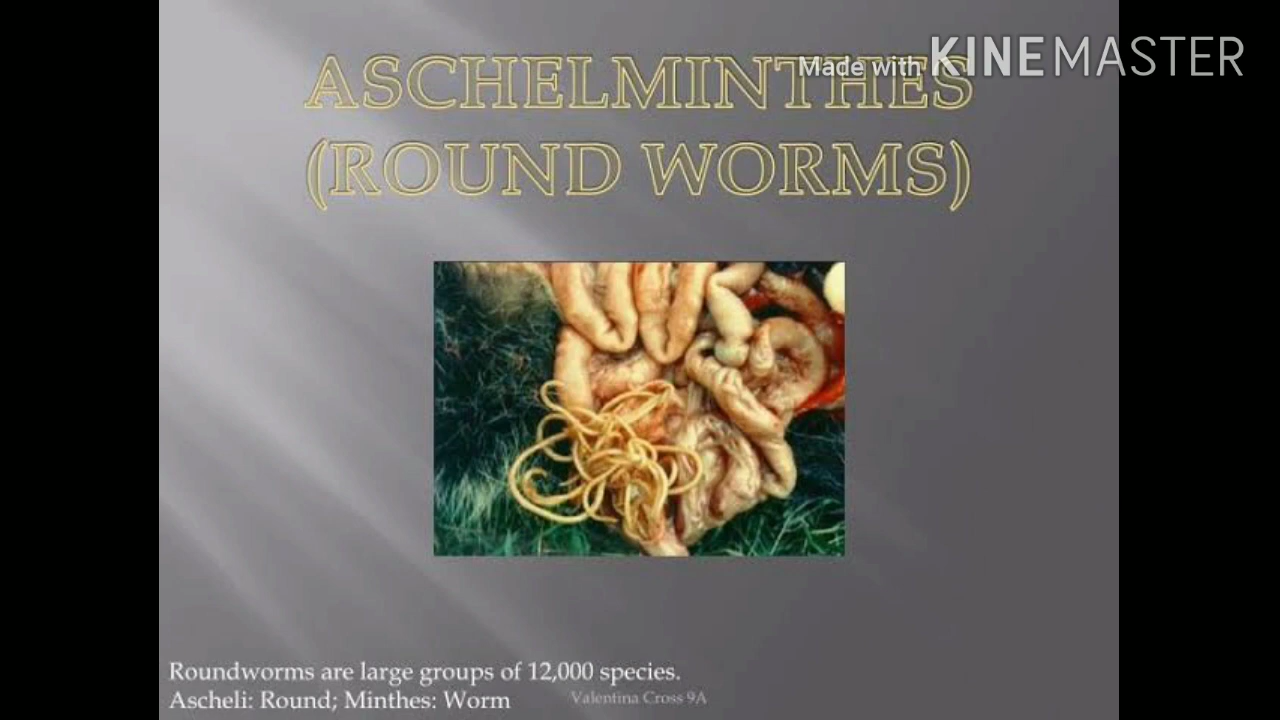 Made with KINEMASTER
ASCHELMINTHES
(ROUND WORMS)
Roundworms are large groups of 12,000 species.
Ascheli: Round; Minthes: Worm
Valentina Cross 9A